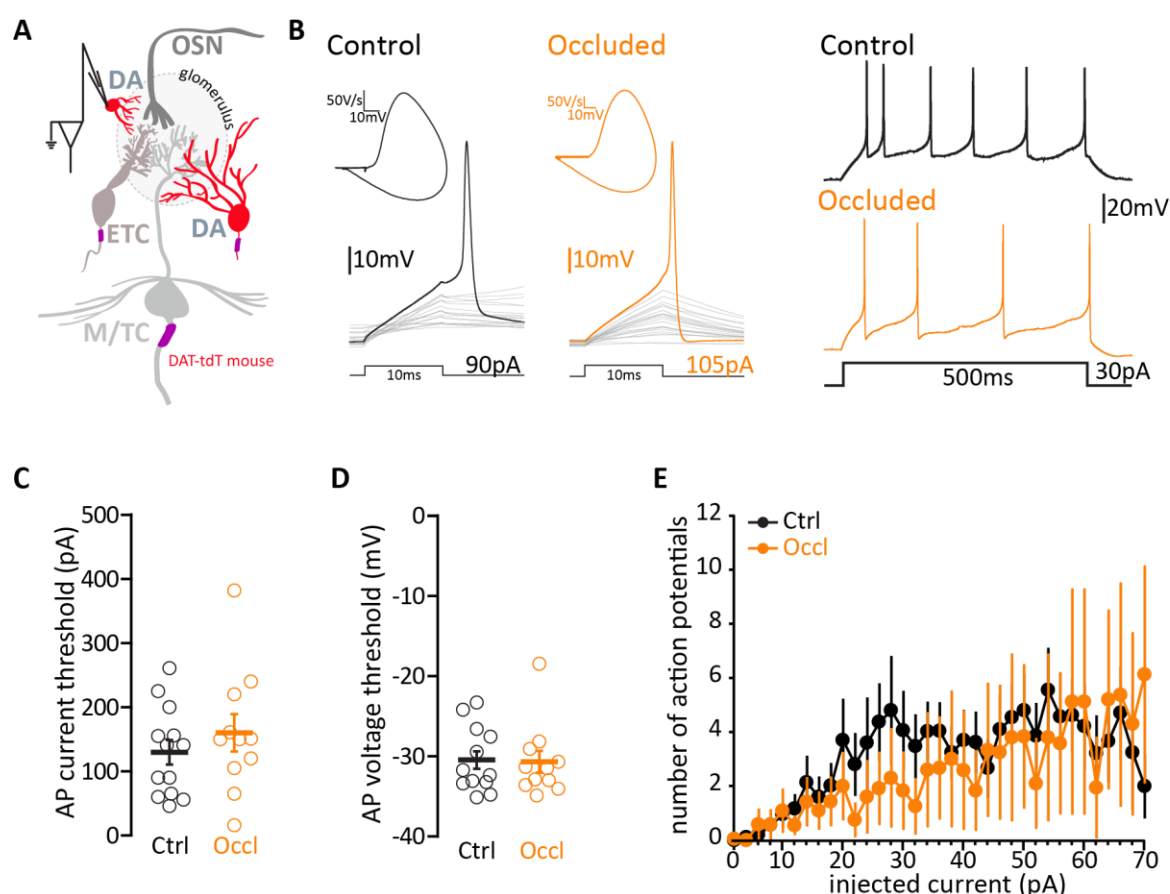 A
OSN
DA
glomerulus
ETC
DA
M/TC
DAT-tdT mouse
B
Control
50V/s
10mV
10mV
10ms
90pA
Occluded
50V/s
10mV
10mV
10ms
105pA
Control
20mV
Occluded
500ms
30pA
C
AP current threshold (pA)
500
400
300
200
100
0
Ctrl
Occl
D
AP voltage threshold (mV)
0
-10
-20
-30
-40
Ctrl
Occl
E
number of action potentials
12
10
8
6
4
2
0
Ctrl
Occl
0
10
20
30
40
50
60
70
injected current (pA)